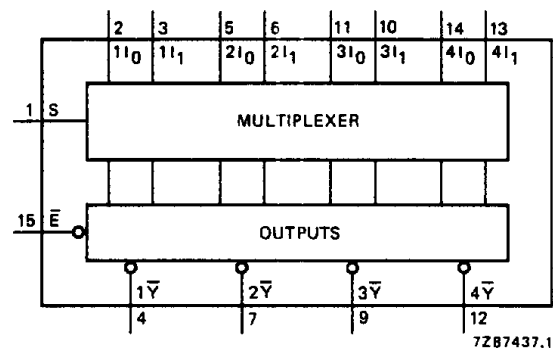 2 3 5 6 11 10 14 13
1I₀ 1I₁ 2I₀ 2I₁ 3I₀ 3I₁ 4I₀ 4I₁
1 S
MULTIPLEXER
15 E̅
OUTPUTS
1Y̅ 2Y̅ 3Y̅ 4Y̅
4 7 9 12
7Z87437.1